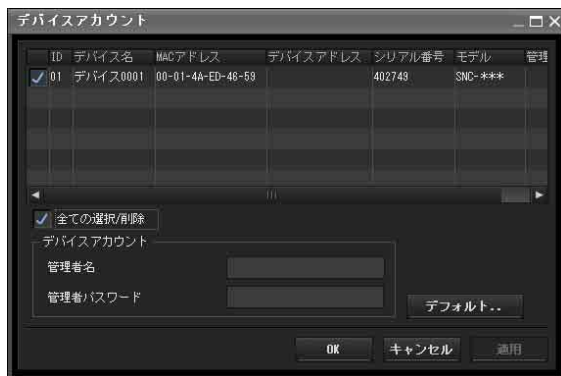 デバイスアカウント
ID デバイス名 MACアドレス デバイスアドレス シリアル番号 モデル 管理
01 デバイス0001 00-01-4A-ED-46-59 402749 SNC-***
全ての選択/削除
デバイスアカウント
管理者名
管理者パスワード
デフォルト..
OK キャンセル 適用